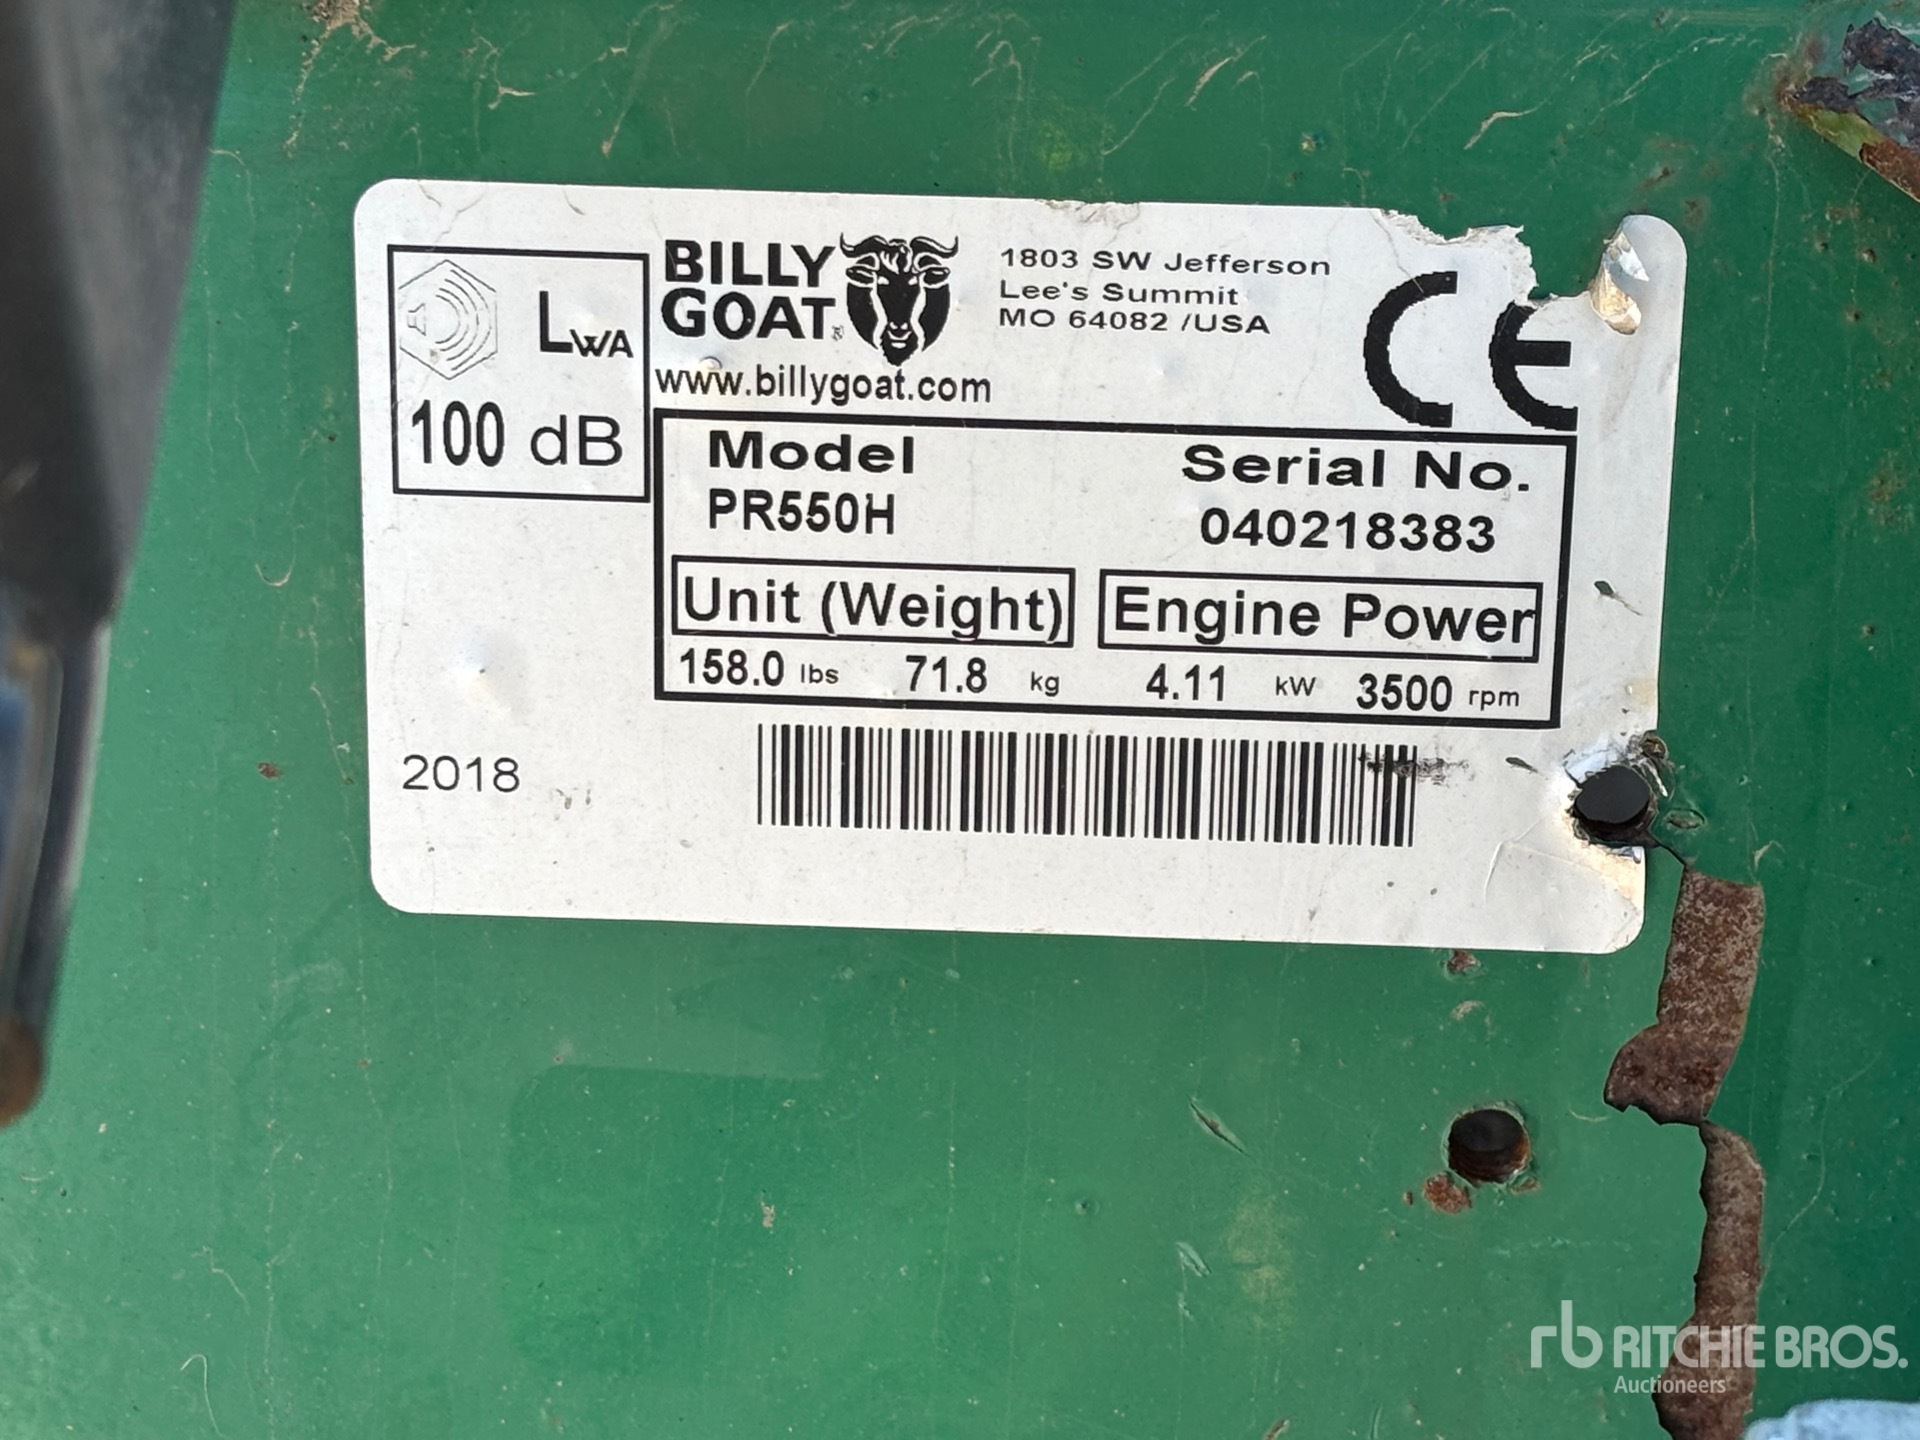 BILLY
GOAT®
www.billygoat.com
1803 SW Jefferson
Lee's Summit
MO 64082 /USA
CE
LWA
100 dB
Model
PR550H
Serial No.
040218383
Unit (Weight)
158.0 lbs 71.8 kg
Engine Power
4.11 kW 3500 rpm
2018
rb RITCHIE BROS.
Auctioneers